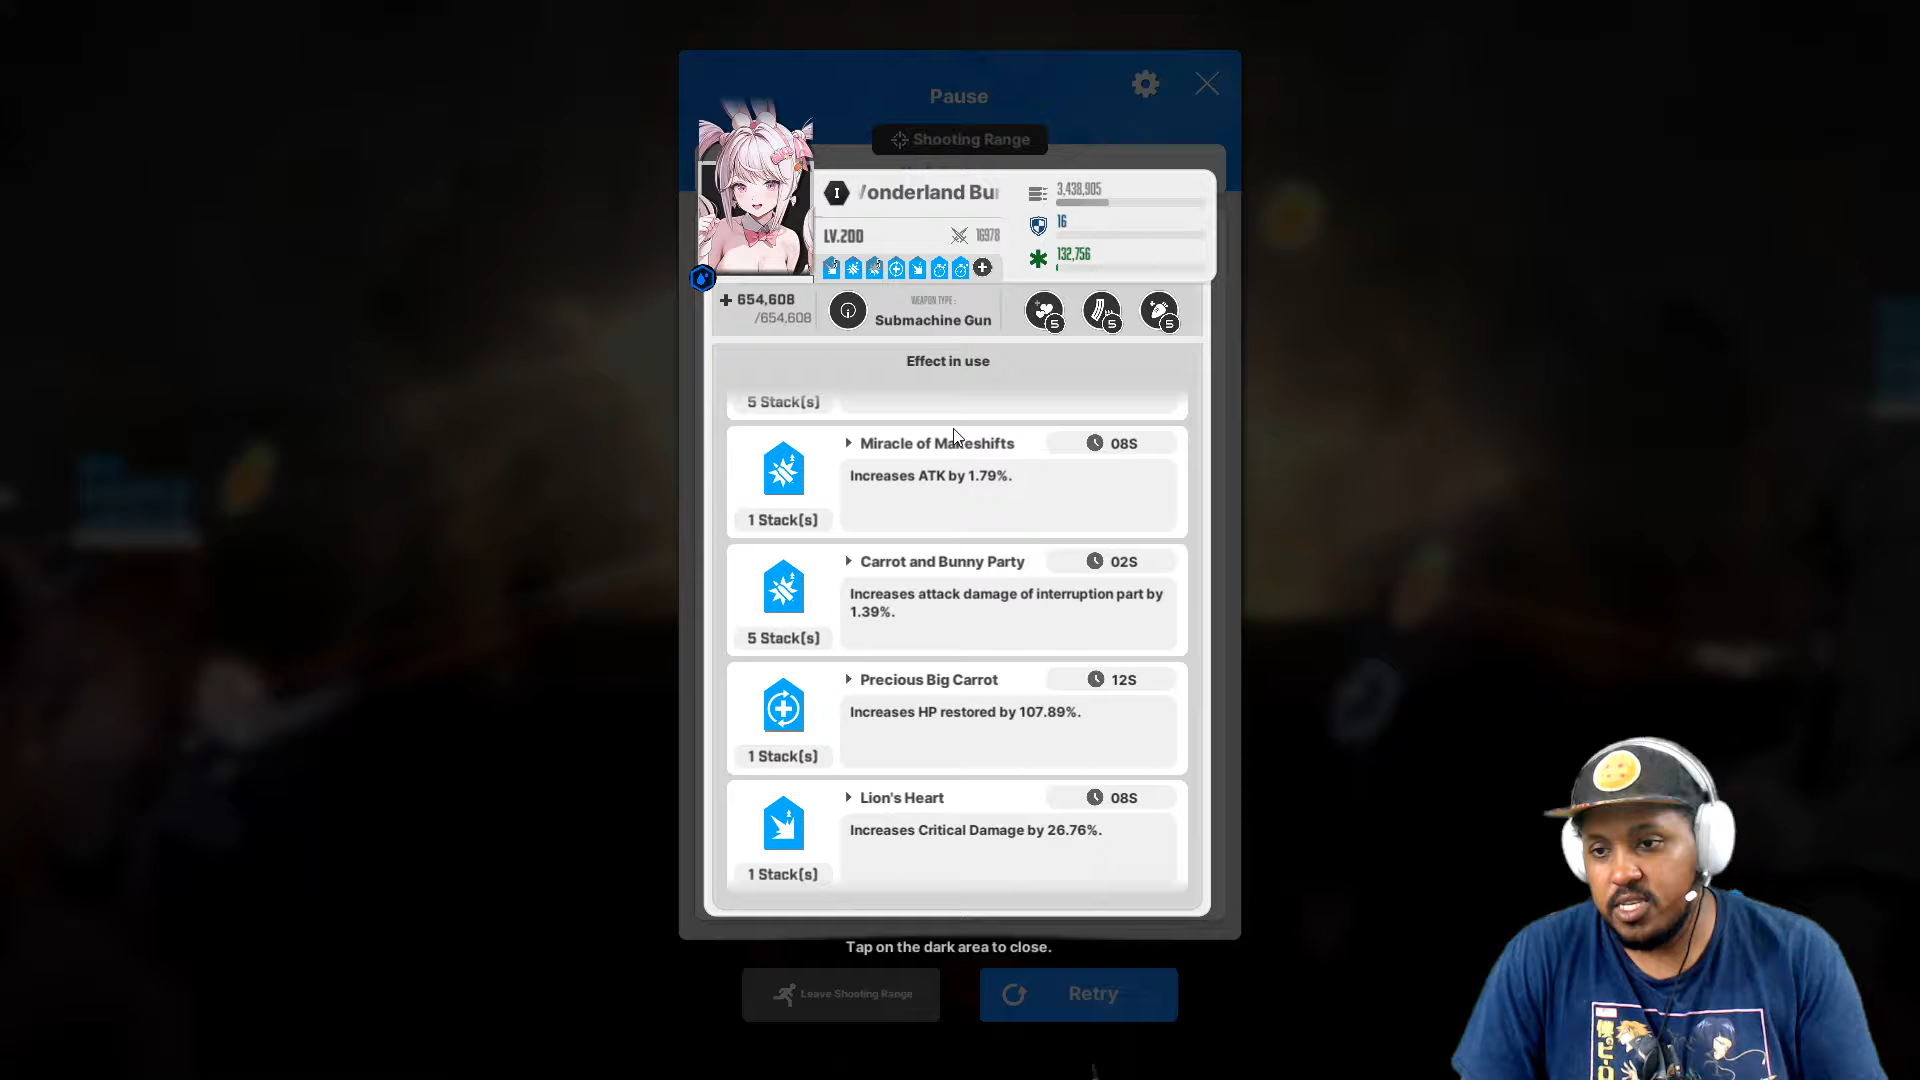 Pause
Shooting Range
I
Vonderland Bu
3,438,905
16
132,756
LV.200
16978
654,608
/654,608
WEAPON TYPE :
Submachine Gun
5
5
5
Effect in use
5 Stack(s)
Miracle of Makeshifts
08S
Increases ATK by 1.79%.
1 Stack(s)
Carrot and Bunny Party
02S
Increases attack damage of interruption part by
1.39%.
5 Stack(s)
Precious Big Carrot
12S
Increases HP restored by 107.89%.
1 Stack(s)
Lion's Heart
08S
Increases Critical Damage by 26.76%.
1 Stack(s)
Tap on the dark area to close.
Leave Shooting Range
Retry